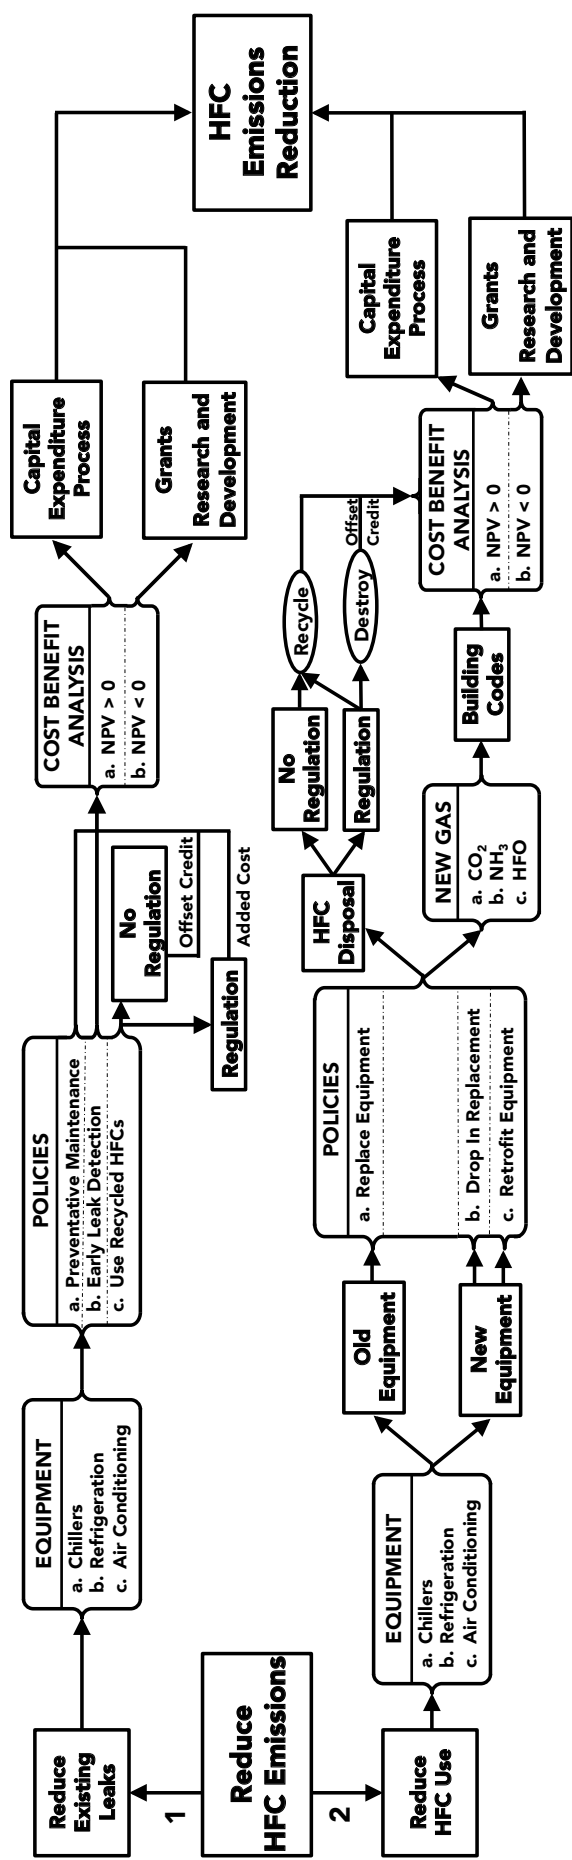 Reduce
HFC Emissions
1
2
Reduce
Existing
Leaks
EQUIPMENT
a. Chillers
b. Refrigeration
c. Air Conditioning
POLICIES
a. Preventative Maintenance
b. Early Leak Detection
c. Use Recycled HFCs
No
Regulation
Regulation
Offset Credit
Added Cost
COST BENEFIT
ANALYSIS
a. NPV > 0
b. NPV < 0
Capital
Expenditure
Process
Grants
Research and
Development
HFC
Emissions
Reduction
Reduce
HFC Use
EQUIPMENT
a. Chillers
b. Refrigeration
c. Air Conditioning
Old
Equipment
New
Equipment
POLICIES
a. Replace Equipment
b. Drop In Replacement
c. Retrofit Equipment
HFC
Disposal
No
Regulation
Regulation
Recycle
Destroy
Offset
Credit
NEW GAS
a. CO₂
b. NH₃
c. HFO
Building
Codes
COST BENEFIT
ANALYSIS
a. NPV > 0
b. NPV < 0
Capital
Expenditure
Process
Grants
Research and
Development